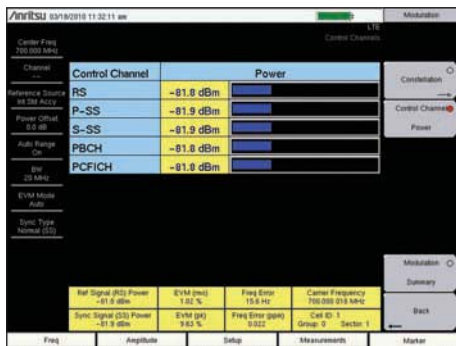 Anritsu 03/18/2010 11:32:11 am
Modulation
LTE
Control Channels
Center Freq
700.000 MHz
Channel
--
Reference Source
Int Std Accy
Power Offset
0.0 dB
Auto Range
On
BW
20 MHz
EVM Mode
Auto
Sync Type
Normal (SS)
Control Channel Power
RS -81.8 dBm
P-SS -81.9 dBm
S-SS -81.9 dBm
PBCH -81.8 dBm
PCFICH -81.8 dBm
Constellation
Control Channel
Power
Modulation
Summary
Back
Ref Signal (RS) Power EVM (rms) Freq Error Carrier Frequency
-81.8 dBm 1.02 % 15.6 Hz 700.000 016 MHz
Sync Signal (SS) Power EVM (pk) Freq Error (ppm) Cell ID: 1
-81.9 dBm 9.63 % 0.022 Group: 0 Sector: 1
Freq Amplitude Setup Measurements Marker